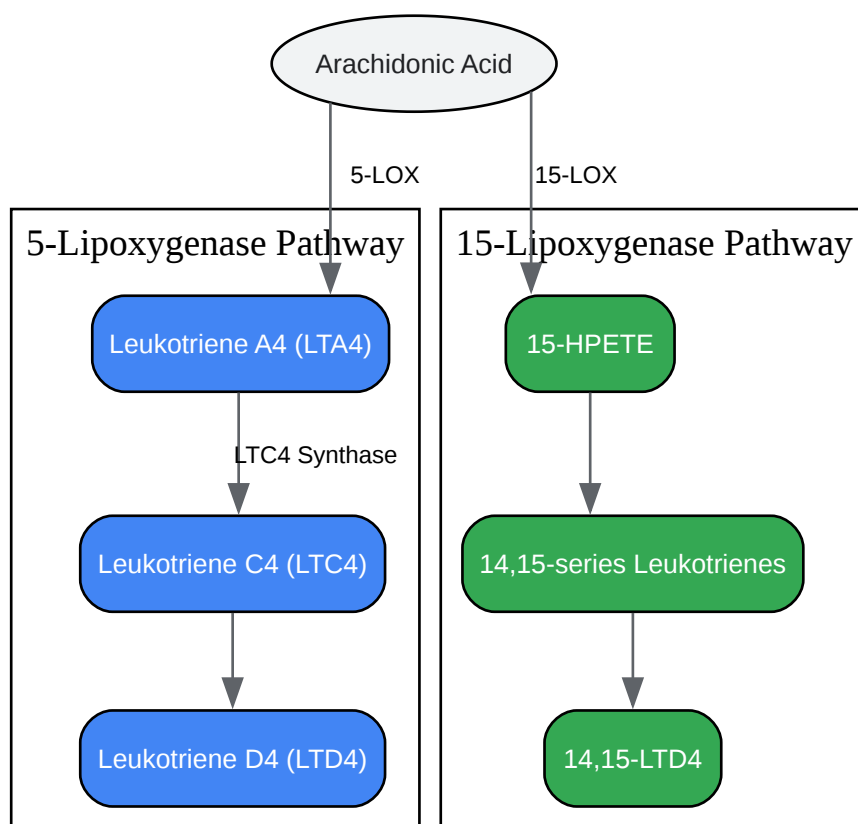 Arachidonic Acid
5-LOX
15-LOX
5-Lipoxygenase Pathway
15-Lipoxygenase Pathway
Leukotriene A4 (LTA4)
15-HPETE
LTC4 Synthase
Leukotriene C4 (LTC4)
14,15-series Leukotrienes
Leukotriene D4 (LTD4)
14,15-LTD4